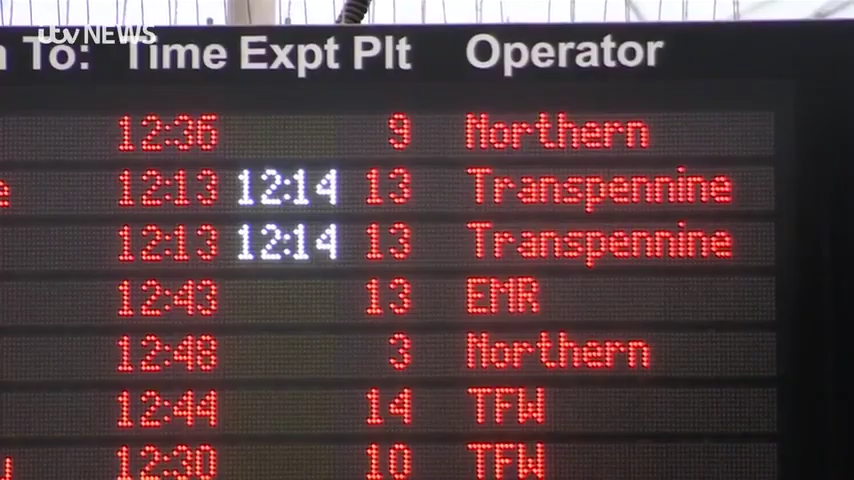 itv NEWS
To: Time Expt Plt Operator
12:36 9 Northern
12:13 12:14 13 Transpennine
12:13 12:14 13 Transpennine
12:43 13 EMR
12:48 3 Northern
12:44 14 TFW
12:30 10 TFW